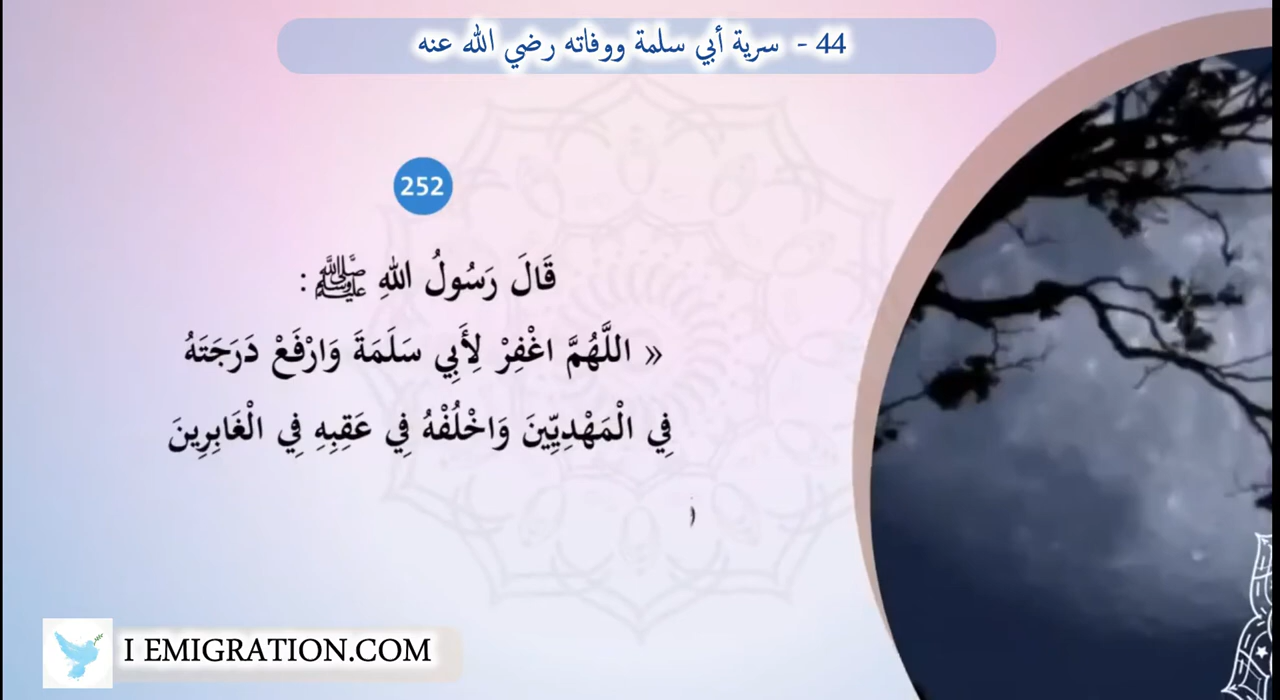 44 - سرية أبي سلمة ووفاته رضي الله عنه
252
قَالَ رَسُولُ اللهِ ﷺ :
« اللَّهُمَّ اغْفِرْ لِأَبِي سَلَمَةَ وَارْفَعْ دَرَجَتَهُ
فِي الْمَهْدِيِّينَ وَاخْلُفْهُ فِي عَقِبِهِ فِي الْغَابِرِينَ
I EMIGRATION.COM